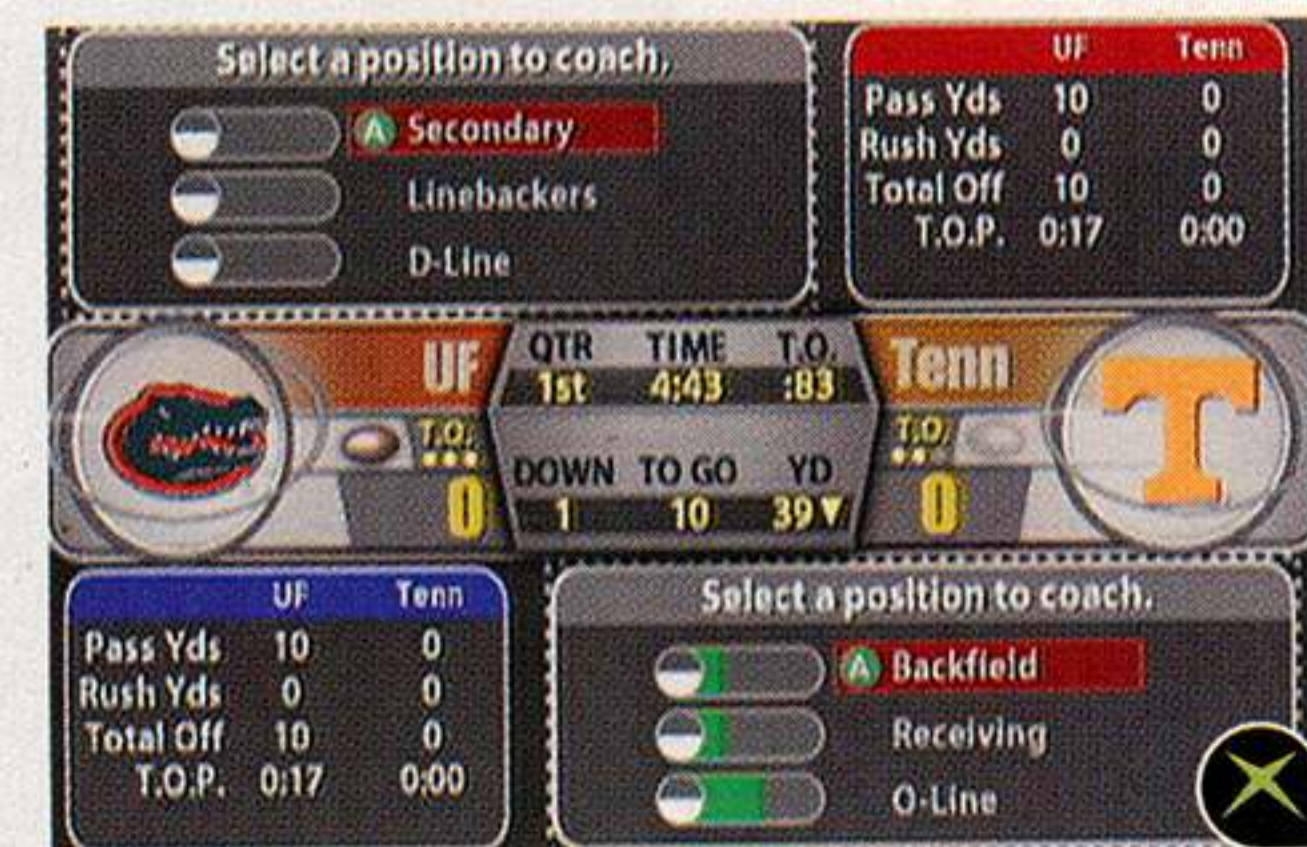 Select a position to coach.
A Secondary
Linebackers
D-Line
UF Tenn
Pass Yds 10 0
Rush Yds 0 0
Total Off 10 0
T.O.P. 0:17 0:00
UF
T.O.
0
QTR TIME T.O.
1st 4:43 :83
DOWN TO GO YD
1 10 39▼
Tenn
T.O.
0
T
UF Tenn
Pass Yds 10 0
Rush Yds 0 0
Total Off 10 0
T.O.P. 0:17 0:00
Select a position to coach.
A Backfield
Receiving
O-Line